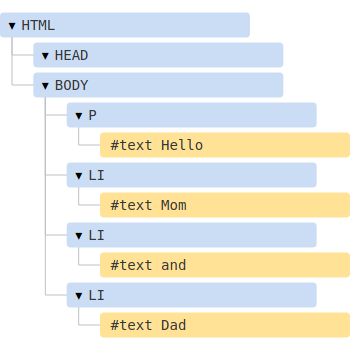 ▼ HTML
▼ HEAD
▼ BODY
▼ P
#text Hello
▼ LI
#text Mom
▼ LI
#text and
▼ LI
#text Dad